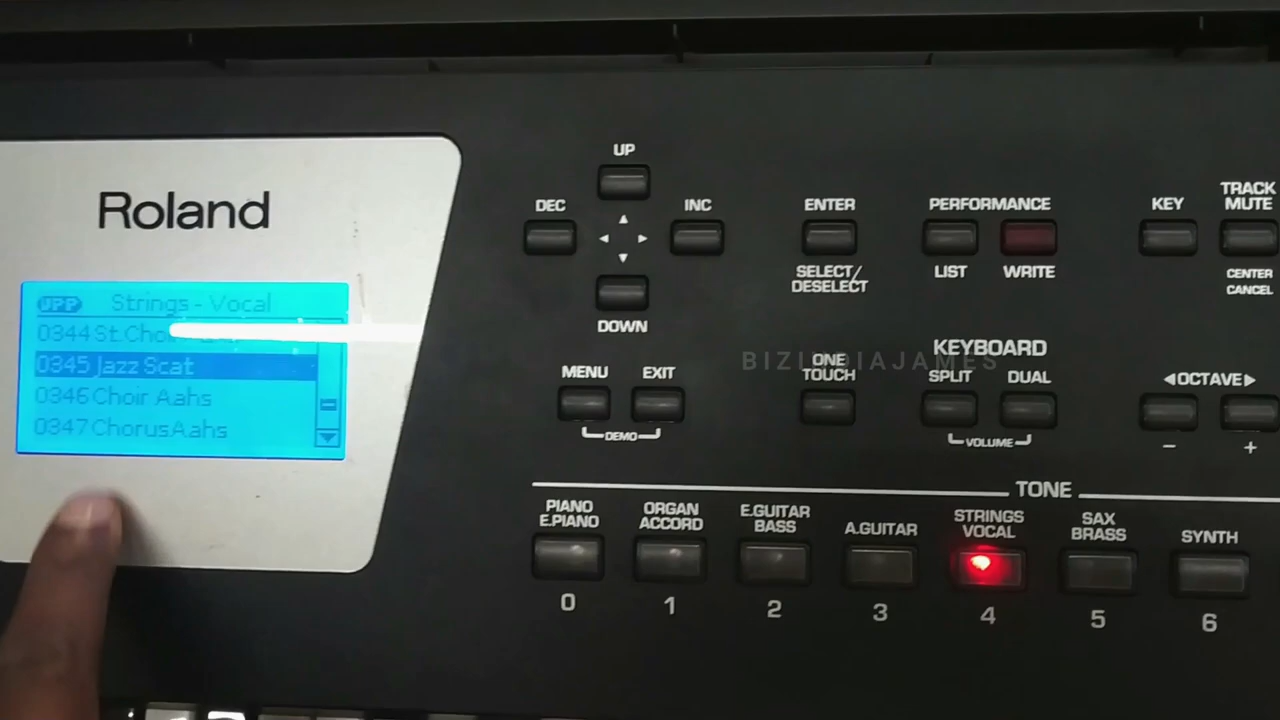 Roland
UPP Strings - Vocal
0344 St.Choi
0345 Jazz Scat
0346 Choir Aahs
0347 ChorusAahs
UP
DEC
INC
DOWN
MENU
EXIT
DEMO
ENTER
SELECT/
DESELECT
PERFORMANCE
LIST
WRITE
KEY
TRACK
MUTE
CENTER
CANCEL
KEYBOARD
ONE
TOUCH
SPLIT
DUAL
VOLUME
◀OCTAVE▶
−
+
TONE
PIANO
E.PIANO
ORGAN
ACCORD
E.GUITAR
BASS
A.GUITAR
STRINGS
VOCAL
SAX
BRASS
SYNTH
0
1
2
3
4
5
6